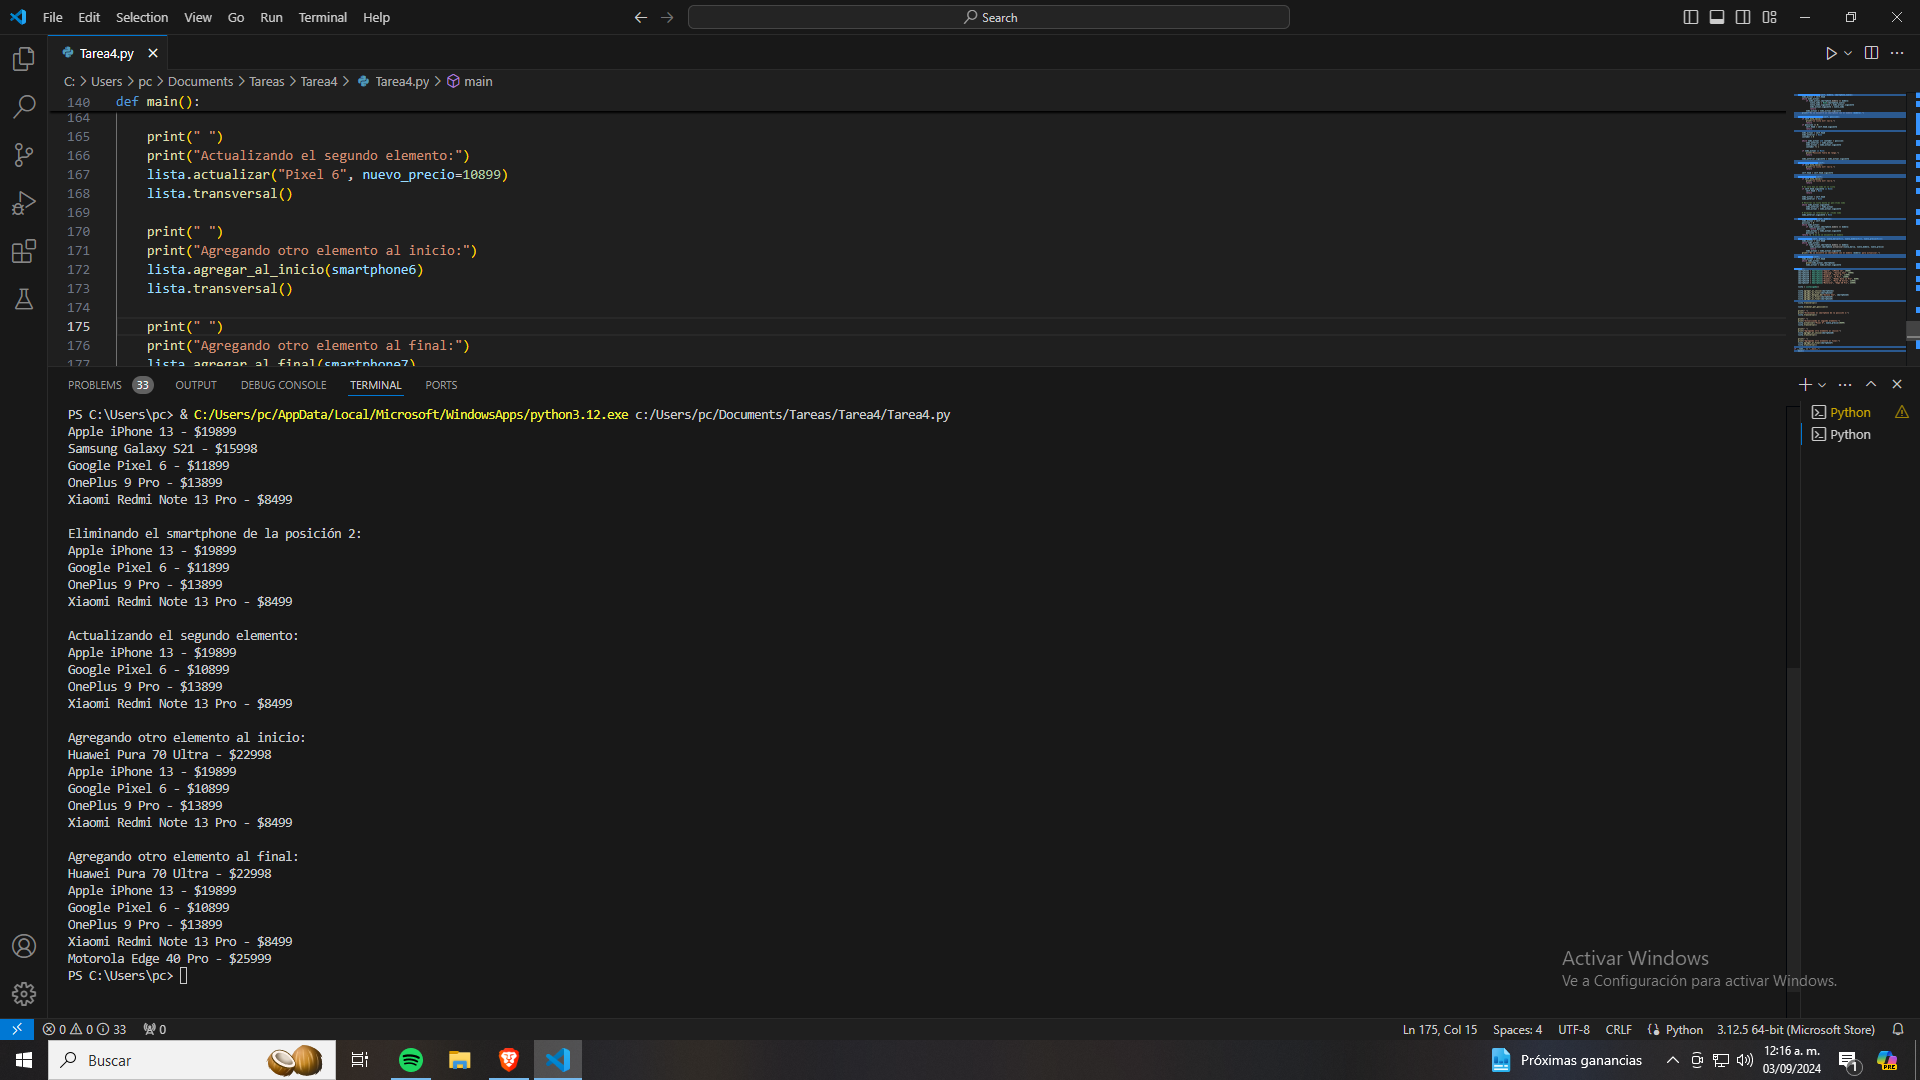 File Edit Selection View Go Run Terminal Help
Search
Tarea4.py
C: > Users > pc > Documents > Tareas > Tarea4 > Tarea4.py > main
140 def main():
164
165 print(" ")
166 print("Actualizando el segundo elemento:")
167 lista.actualizar("Pixel 6", nuevo_precio=10899)
168 lista.transversal()
169
170 print(" ")
171 print("Agregando otro elemento al inicio:")
172 lista.agregar_al_inicio(smartphone6)
173 lista.transversal()
174
175 print(" ")
176 print("Agregando otro elemento al final:")
177 lista.agregar_al_final(smartphone7)
PROBLEMS 33 OUTPUT DEBUG CONSOLE TERMINAL PORTS
PS C:\Users\pc> & C:/Users/pc/AppData/Local/Microsoft/WindowsApps/python3.12.exe c:/Users/pc/Documents/Tareas/Tarea4/Tarea4.py
Apple iPhone 13 - $19899
Samsung Galaxy S21 - $15998
Google Pixel 6 - $11899
OnePlus 9 Pro - $13899
Xiaomi Redmi Note 13 Pro - $8499
Eliminando el smartphone de la posición 2:
Apple iPhone 13 - $19899
Google Pixel 6 - $11899
OnePlus 9 Pro - $13899
Xiaomi Redmi Note 13 Pro - $8499
Actualizando el segundo elemento:
Apple iPhone 13 - $19899
Google Pixel 6 - $10899
OnePlus 9 Pro - $13899
Xiaomi Redmi Note 13 Pro - $8499
Agregando otro elemento al inicio:
Huawei Pura 70 Ultra - $22998
Apple iPhone 13 - $19899
Google Pixel 6 - $10899
OnePlus 9 Pro - $13899
Xiaomi Redmi Note 13 Pro - $8499
Agregando otro elemento al final:
Huawei Pura 70 Ultra - $22998
Apple iPhone 13 - $19899
Google Pixel 6 - $10899
OnePlus 9 Pro - $13899
Xiaomi Redmi Note 13 Pro - $8499
Motorola Edge 40 Pro - $25999
PS C:\Users\pc>
Python
Python
Activar Windows
Ve a Configuración para activar Windows.
0 0 33 0
Ln 175, Col 15 Spaces: 4 UTF-8 CRLF Python 3.12.5 64-bit (Microsoft Store)
Buscar
Próximas ganancias
12:16 a. m.
03/09/2024
1
PRE